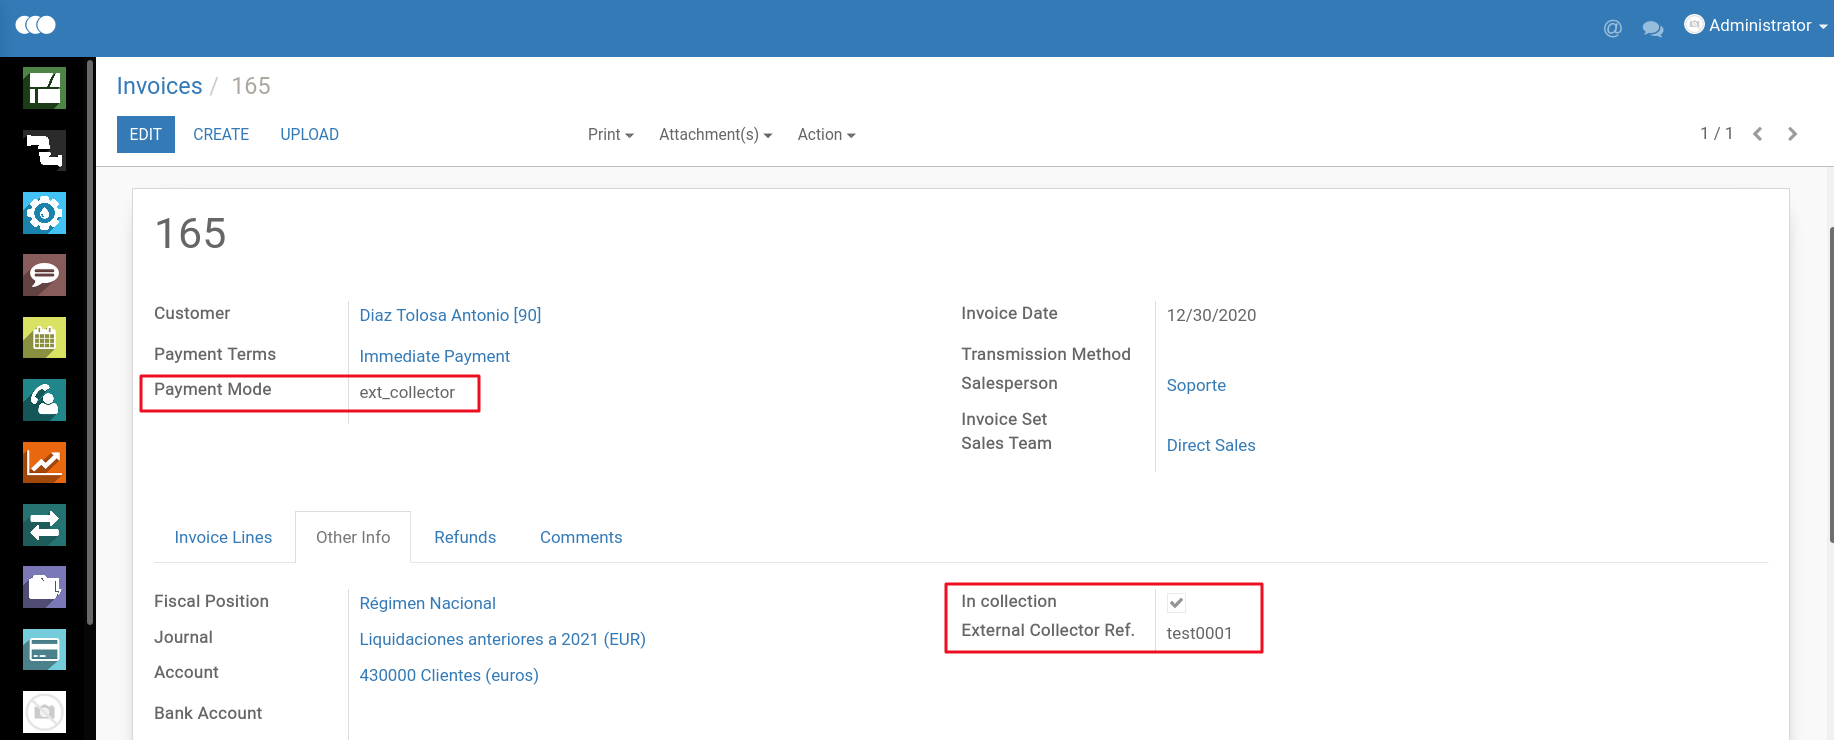 @ Administrator
Invoices / 165
EDIT CREATE UPLOAD Print Attachment(s) Action 1 / 1
165
Customer Diaz Tolosa Antonio [90] Invoice Date 12/30/2020
Payment Terms Immediate Payment Transmission Method
Payment Mode ext_collector Salesperson Soporte
Invoice Set
Sales Team Direct Sales
Invoice Lines Other Info Refunds Comments
Fiscal Position Régimen Nacional In collection
Journal Liquidaciones anteriores a 2021 (EUR) External Collector Ref. test0001
Account 430000 Clientes (euros)
Bank Account